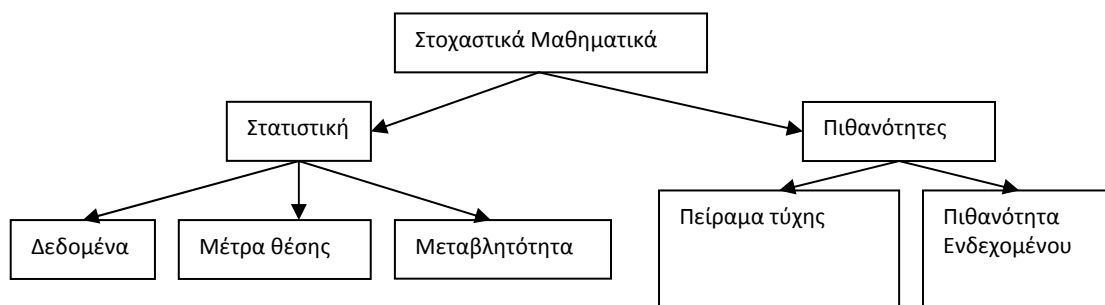 Στοχαστικά Μαθηματικά
Στατιστική
Πιθανότητες
Δεδομένα
Μέτρα θέσης
Μεταβλητότητα
Πείραμα τύχης
Πιθανότητα
Ενδεχομένου